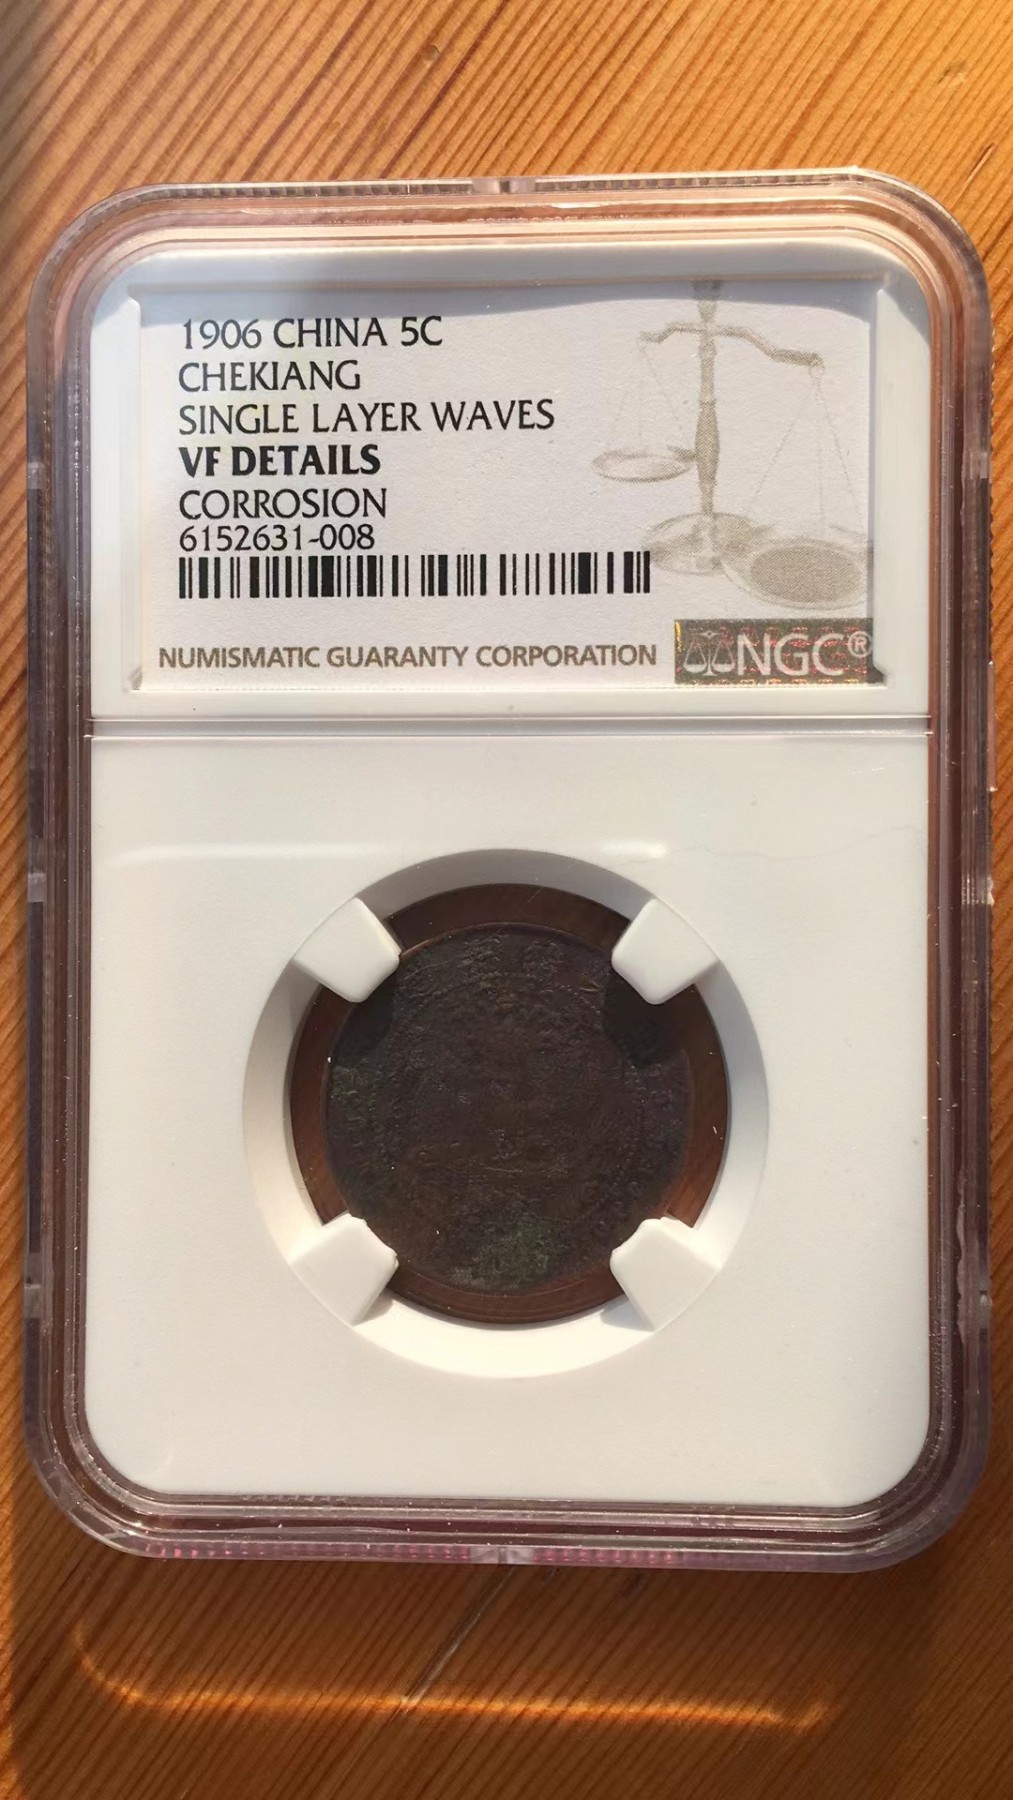 1906 CHINA 5C
CHEKIANG
SINGLE LAYER WAVES
VF DETAILS
CORROSION
6152631-008
NUMISMATIC GUARANTY CORPORATION NGC®